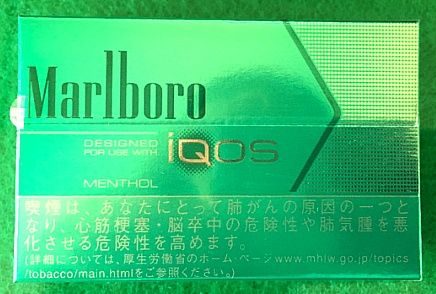 Marlboro
DESIGNED
FOR USE WITH
iQOS
MENTHOL
喫煙は、あなたにとって肺がんの原因の一つと
なり、心筋梗塞・脳卒中の危険性や肺気腫を悪
化させる危険性を高めます。
(詳細については、厚生労働省のホーム・ページwww.mhlw.go.jp/topics
/tobacco/main.htmlをご参照ください。)